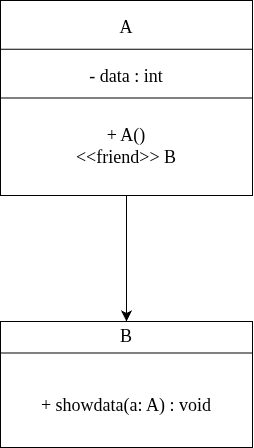 A
- data : int
+ A()
<<friend>> B
B
+ showdata(a: A) : void